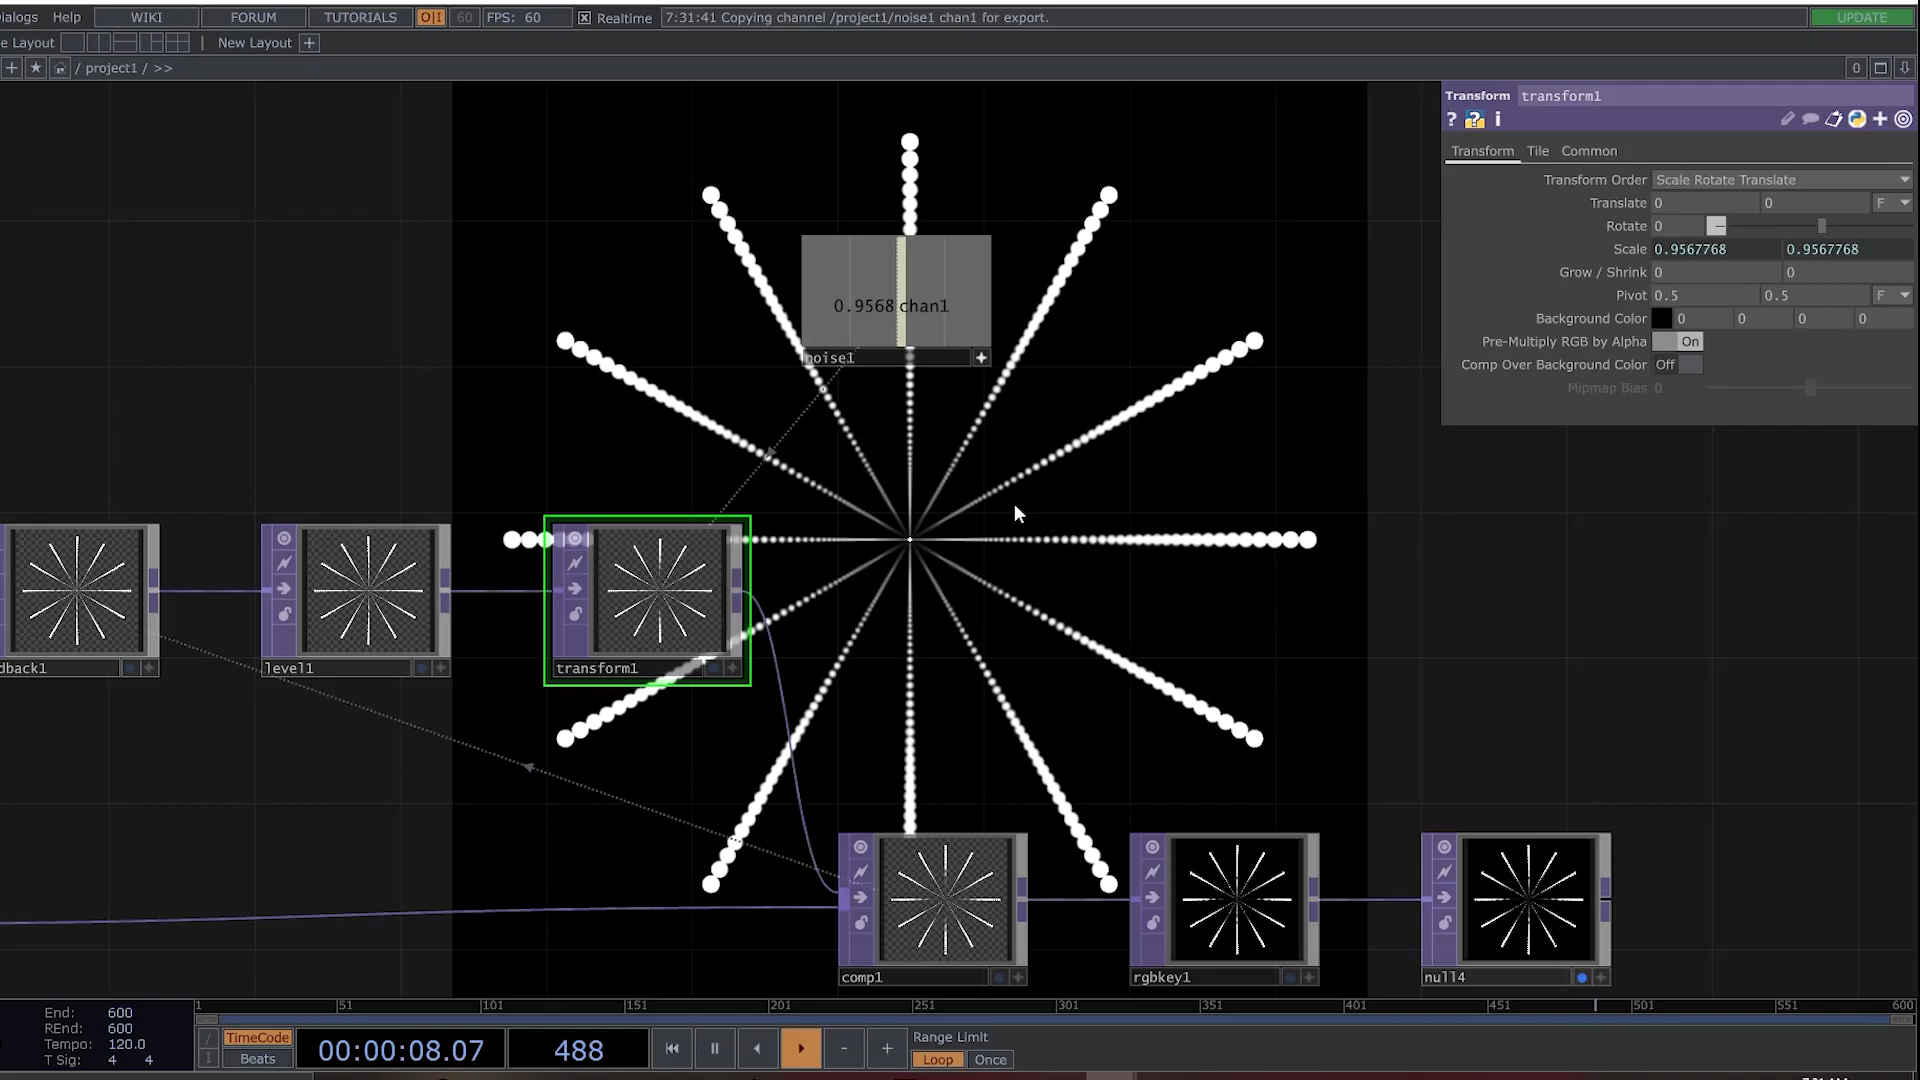 ialogs Help WIKI FORUM TUTORIALS O|I 60 FPS: 60 Realtime 7:31:41 Copying channel /project1/noise1 chan1 for export. UPDATE
e Layout | New Layout +
+ / project1 / >> 0
Transform transform1
? ? i
Transform Tile Common
Transform Order Scale Rotate Translate
Translate 0 0 F
Rotate 0
Scale 0.9567768 0.9567768
Grow / Shrink 0 0
Pivot 0.5 0.5 F
Background Color 0 0 0 0
Pre-Multiply RGB by Alpha On
Comp Over Background Color Off
Mipmap Bias 0
0.9568 chan1
noise1
dback1 level1 transform1
comp1 rgbkey1 null4
1 51 101 151 201 251 301 351 401 451 501 551 600
End: 600
REnd: 600
Tempo: 120.0
T Sig: 4 4
TimeCode
Beats
00:00:08.07 488 - +
Range Limit
Loop Once